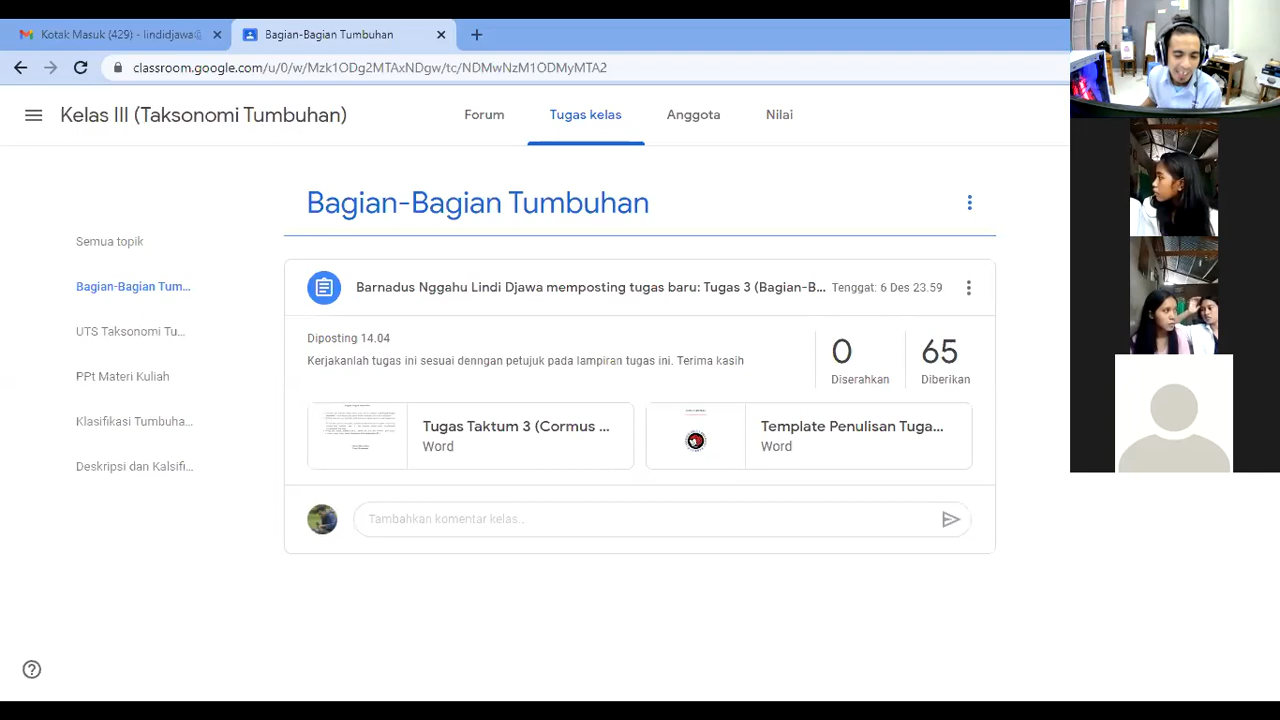 Kotak Masuk (429) - lindidjawa@
Bagian-Bagian Tumbuhan
classroom.google.com/u/0/w/
Kelas III (Taksonomi Tumbuhan)
Forum
Tugas kelas
Anggota
Nilai
Bagian-Bagian Tumbuhan
Semua topik
Bagian-Bagian Tum...
UTS Taksonomi Tu...
PPt Materi Kuliah
Klasifikasi Tumbuha...
Deskripsi dan Kalsifi...
Barnadus Nggahu Lindi Djawa memposting tugas baru: Tugas 3 (Bagian-B...
Tenggat: 6 Des 23.59
Diposting 14.04
Kerjakanlah tugas ini sesuai denngan petujuk pada lampiran tugas ini. Terima kasih
0
Diserahkan
65
Diberikan
Tugas Taktum 3 (Cormus ...
Word
Template Penulisan Tuga...
Word
Tambahkan komentar kelas..